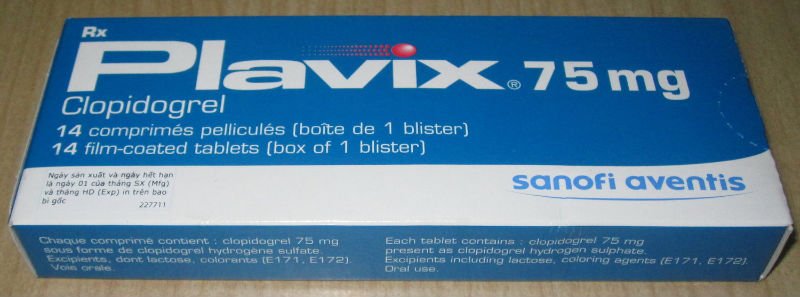 Rx
Plavix® 75 mg
Clopidogrel
14 comprimés pelliculés (boîte de 1 blister)
14 film-coated tablets (box of 1 blister)
Ngày sản xuất và ngày hết hạn
là ngày 01 của tháng SX (Mfg)
và tháng HD (Exp) in trên bao
bì gốc
227711
sanofi aventis
Chaque comprimé contient : clopidogrel 75 mg
sous forme de clopidogrel hydrogène sulfate.
Excipients, dont lactose, colorants (E171, E172).
Voie orale.
Each tablet contains : clopidogrel 75 mg
present as clopidogrel hydrogen sulphate.
Excipients including lactose, coloring agents (E171, E172).
Oral use.